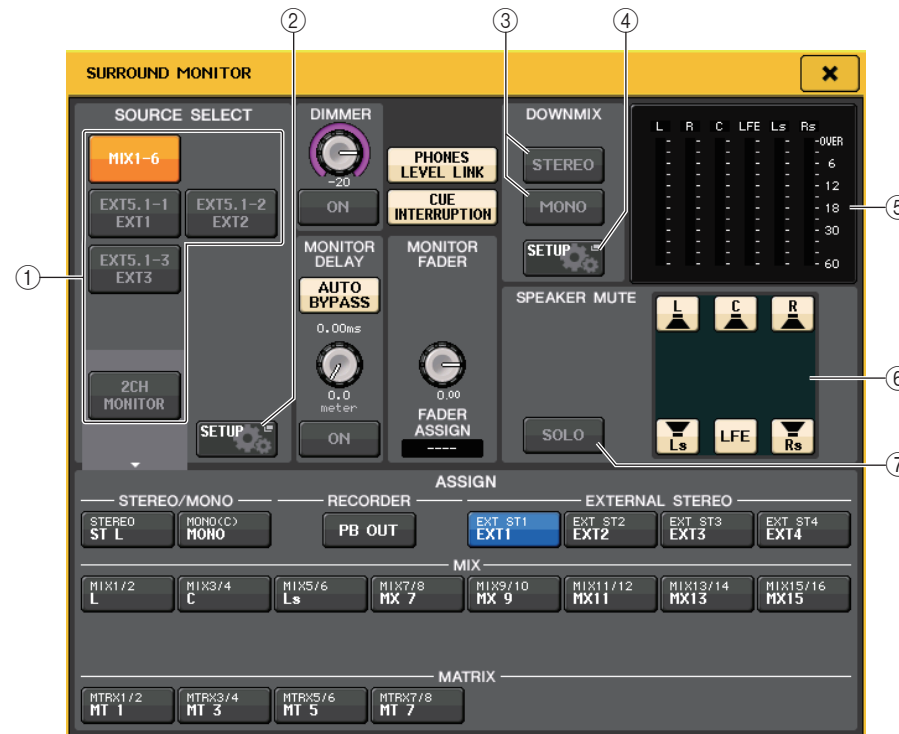 ② ③ ④
SURROUND MONITOR
SOURCE SELECT
MIX1-6
EXT5.1-1
EXT1
EXT5.1-2
EXT2
EXT5.1-3
EXT3
①
2CH
MONITOR
SETUP
DIMMER
-20
ON
PHONES
LEVEL LINK
CUE
INTERRUPTION
MONITOR
DELAY
AUTO
BYPASS
0.00ms
0.0
meter
ON
MONITOR
FADER
0.00
FADER
ASSIGN
----
DOWNMIX
STEREO
MONO
SETUP
L R C LFE Ls Rs
OVER
6
12
18
30
60
⑤
SPEAKER MUTE
L C R
Ls LFE Rs
⑥
SOLO
⑦
ASSIGN
STEREO/MONO RECORDER EXTERNAL STEREO
STEREO
ST L
MONO(C)
MONO
PB OUT
EXT ST1
EXT1
EXT ST2
EXT2
EXT ST3
EXT3
EXT ST4
EXT4
MIX
MIX1/2
L
MIX3/4
C
MIX5/6
Ls
MIX7/8
MX 7
MIX9/10
MX 9
MIX11/12
MX11
MIX13/14
MX13
MIX15/16
MX15
MATRIX
MTRX1/2
MT 1
MTRX3/4
MT 3
MTRX5/6
MT 5
MTRX7/8
MT 7